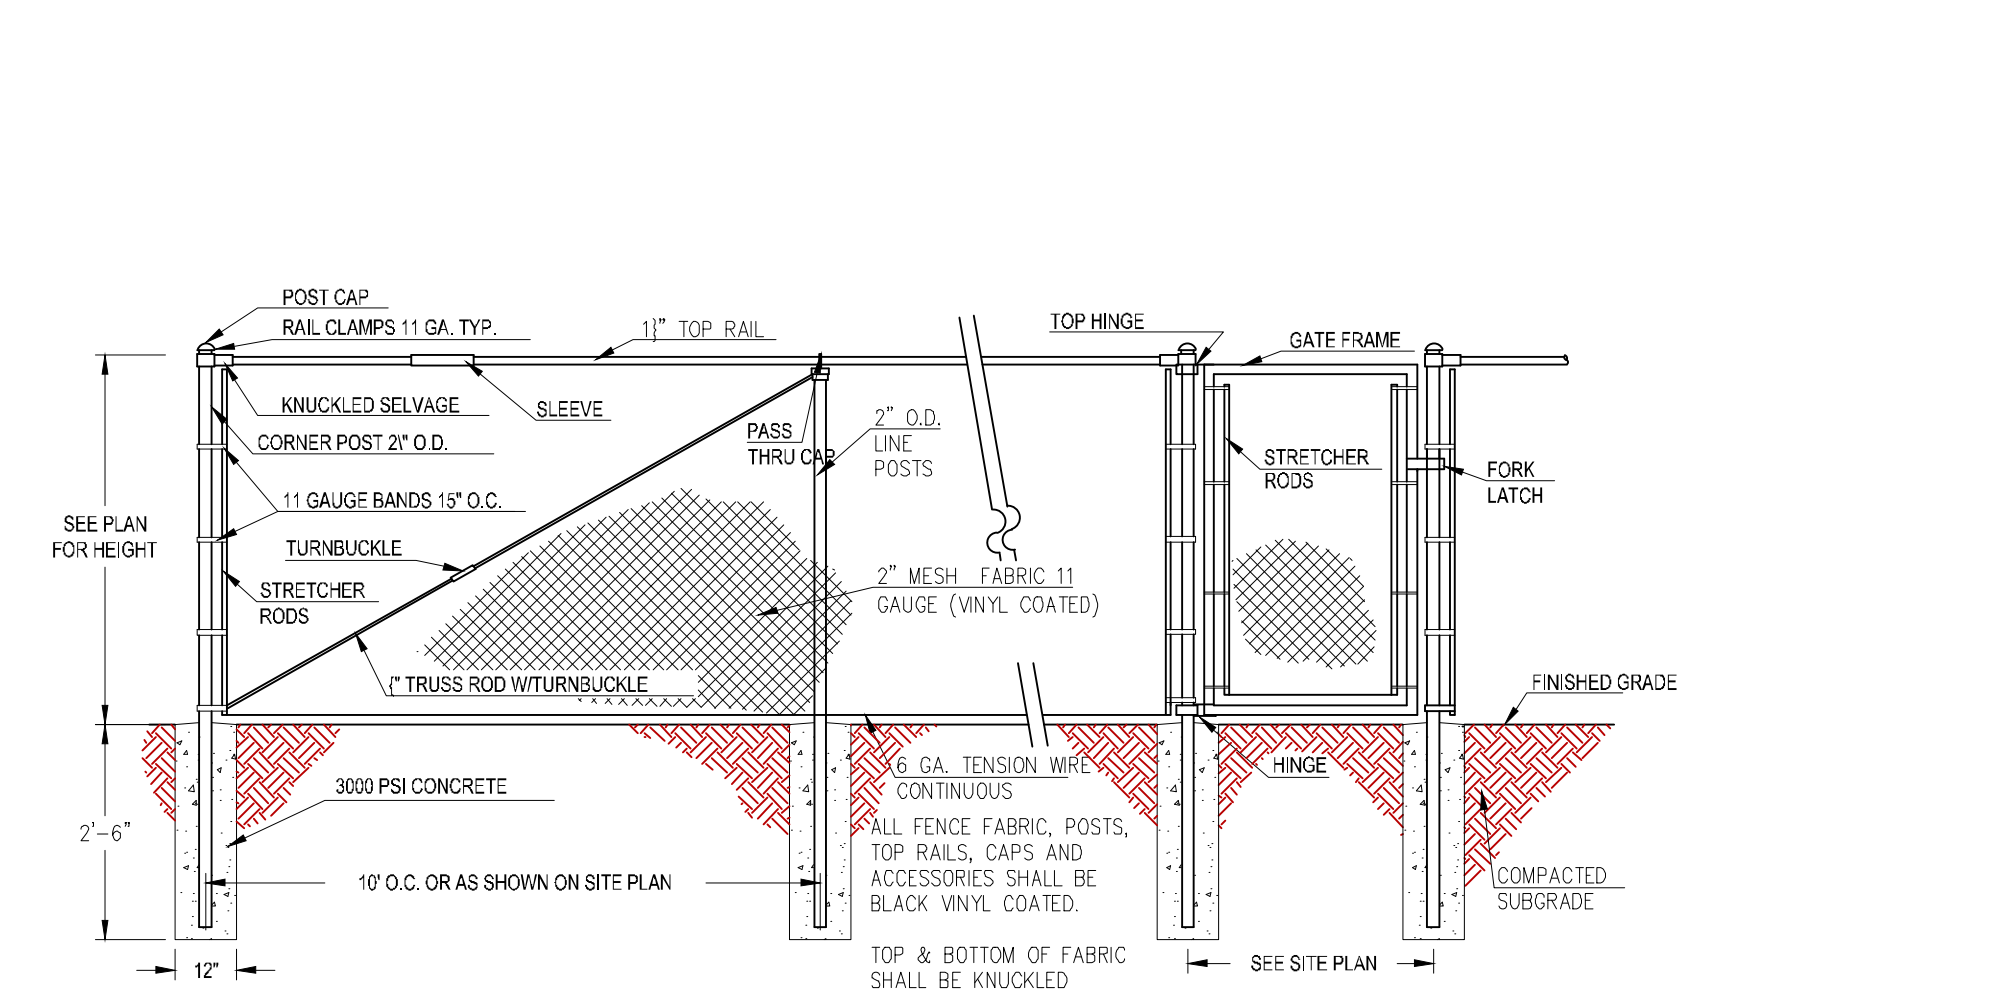 POST CAP
RAIL CLAMPS 11 GA. TYP.
1}" TOP RAIL
TOP HINGE
GATE FRAME
KNUCKLED SELVAGE
SLEEVE
CORNER POST 2\" O.D.
PASS
THRU CAP
2" O.D.
LINE
POSTS
STRETCHER
RODS
FORK
LATCH
11 GAUGE BANDS 15" O.C.
SEE PLAN
FOR HEIGHT
TURNBUCKLE
STRETCHER
RODS
2" MESH FABRIC 11
GAUGE (VINYL COATED)
{" TRUSS ROD W/TURNBUCKLE
FINISHED GRADE
6 GA. TENSION WIRE
CONTINUOUS
HINGE
3000 PSI CONCRETE
2'-6"
ALL FENCE FABRIC, POSTS,
TOP RAILS, CAPS AND
ACCESSORIES SHALL BE
BLACK VINYL COATED.
10' O.C. OR AS SHOWN ON SITE PLAN
COMPACTED
SUBGRADE
TOP & BOTTOM OF FABRIC
SHALL BE KNUCKLED
12"
SEE SITE PLAN